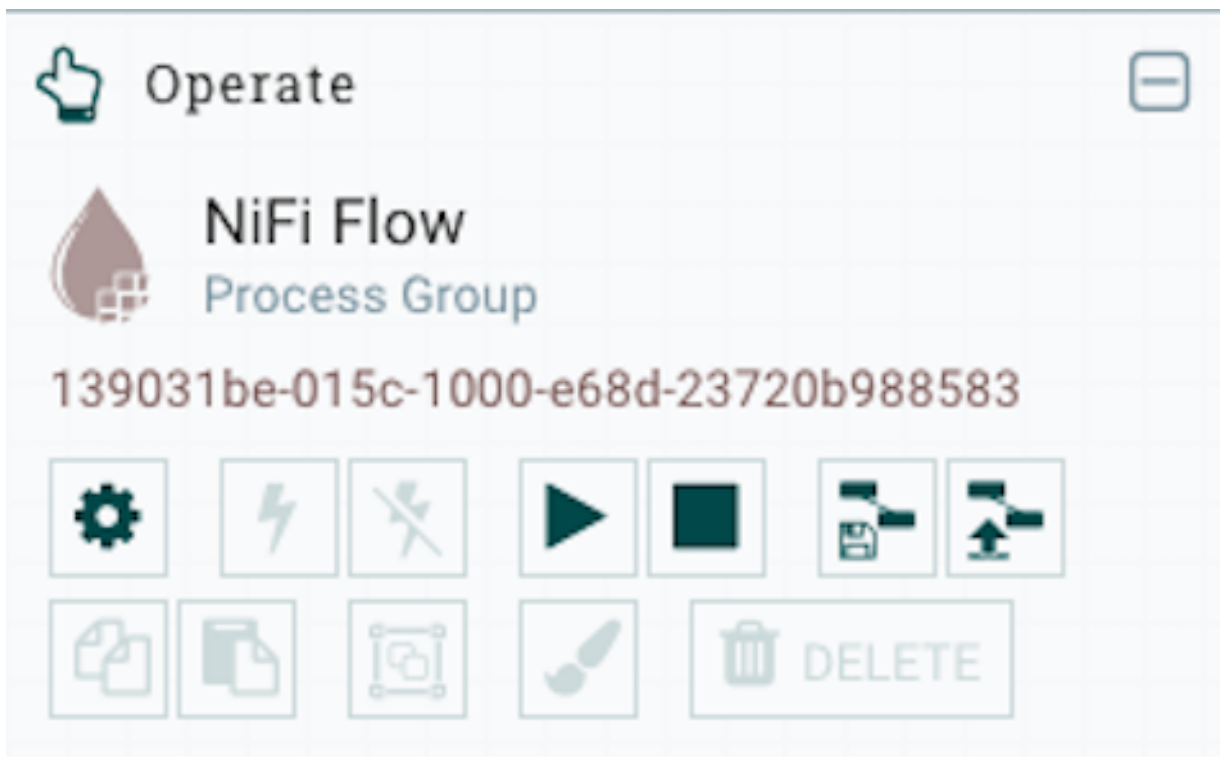 Operate
NiFi Flow
Process Group
139031be-015c-1000-e68d-23720b988583
DELETE